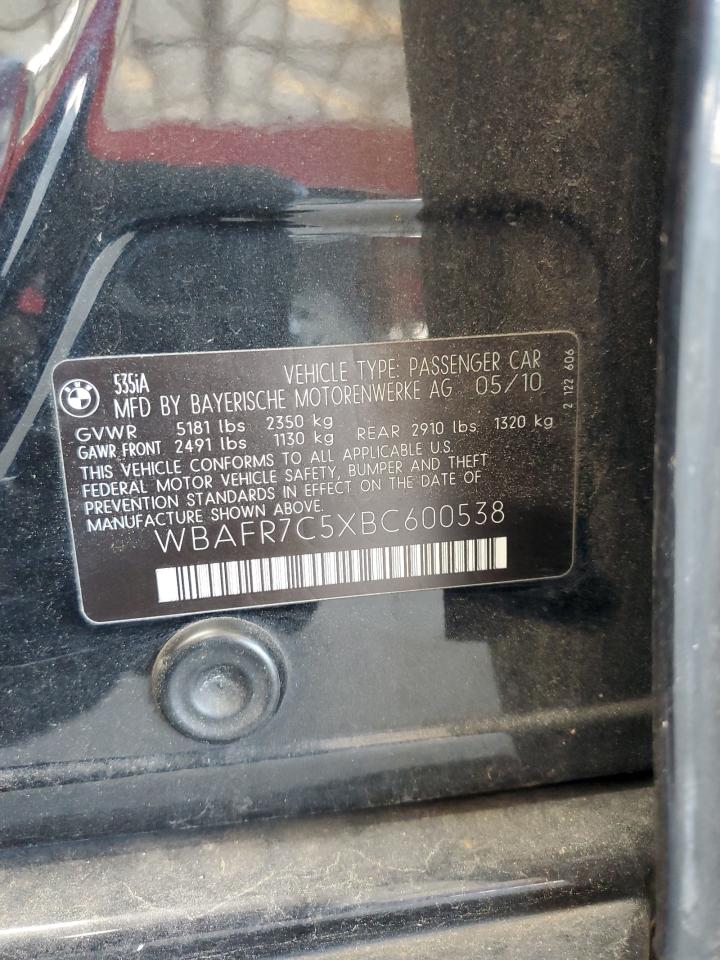 BMW
535iA VEHICLE TYPE: PASSENGER CAR
MFD BY BAYERISCHE MOTORENWERKE AG 05/10
GVWR 5181 lbs 2350 kg
GAWR FRONT 2491 lbs 1130 kg REAR 2910 lbs 1320 kg
THIS VEHICLE CONFORMS TO ALL APPLICABLE U.S.
FEDERAL MOTOR VEHICLE SAFETY, BUMPER AND THEFT
PREVENTION STANDARDS IN EFFECT ON THE DATE OF
MANUFACTURE SHOWN ABOVE.
WBAFR7C5XBC600538
2 122 606